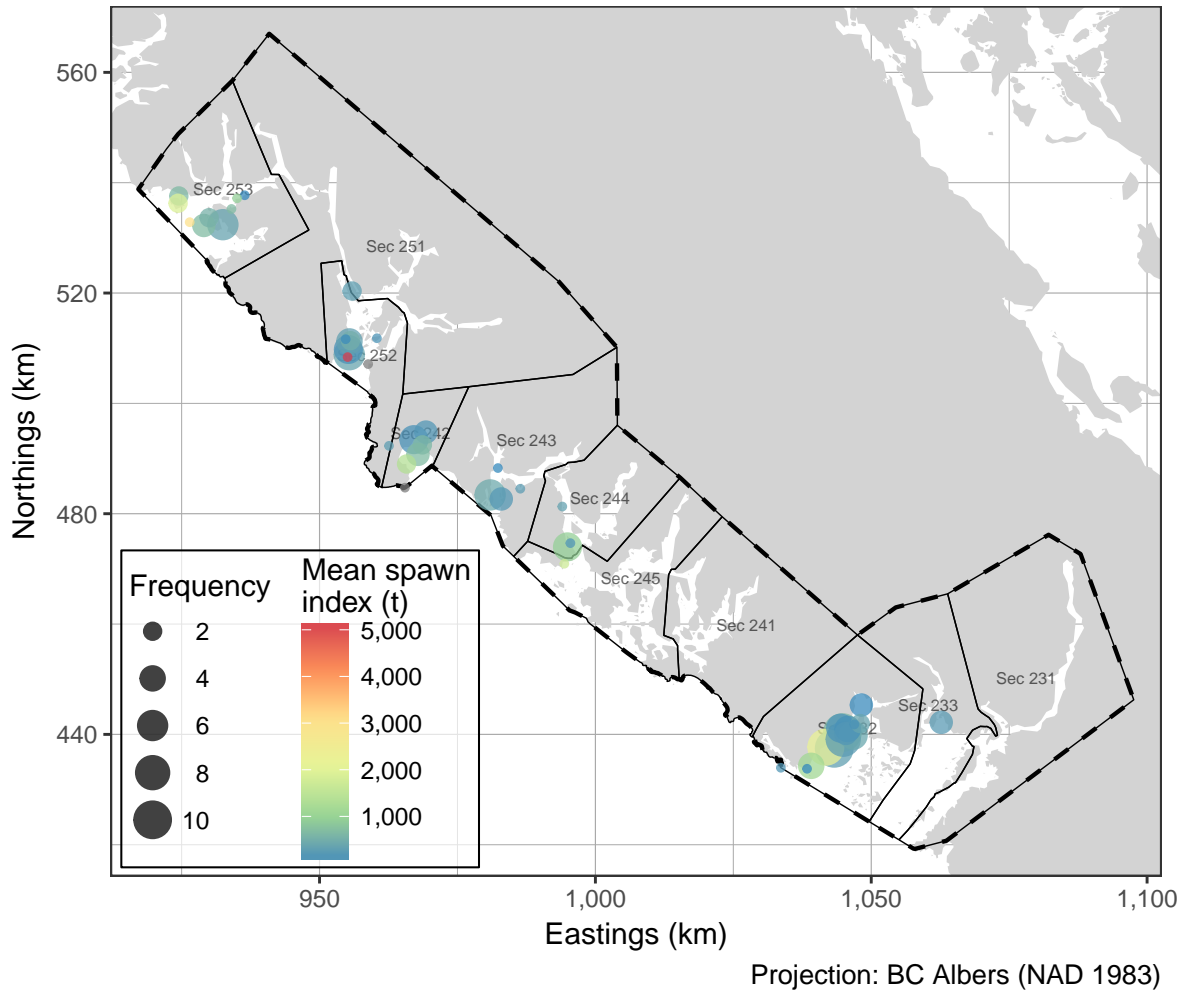 560
520
480
440
Northings (km)
Sec 253
Sec 251
252
Sec 242
Sec 243
Sec 244
Sec 245
Sec 241
Sec 231
Sec 233
Frequency
2
4
6
8
10
Mean spawn
index (t)
5,000
4,000
3,000
2,000
1,000
950
1,000
1,050
1,100
Eastings (km)
Projection: BC Albers (NAD 1983)